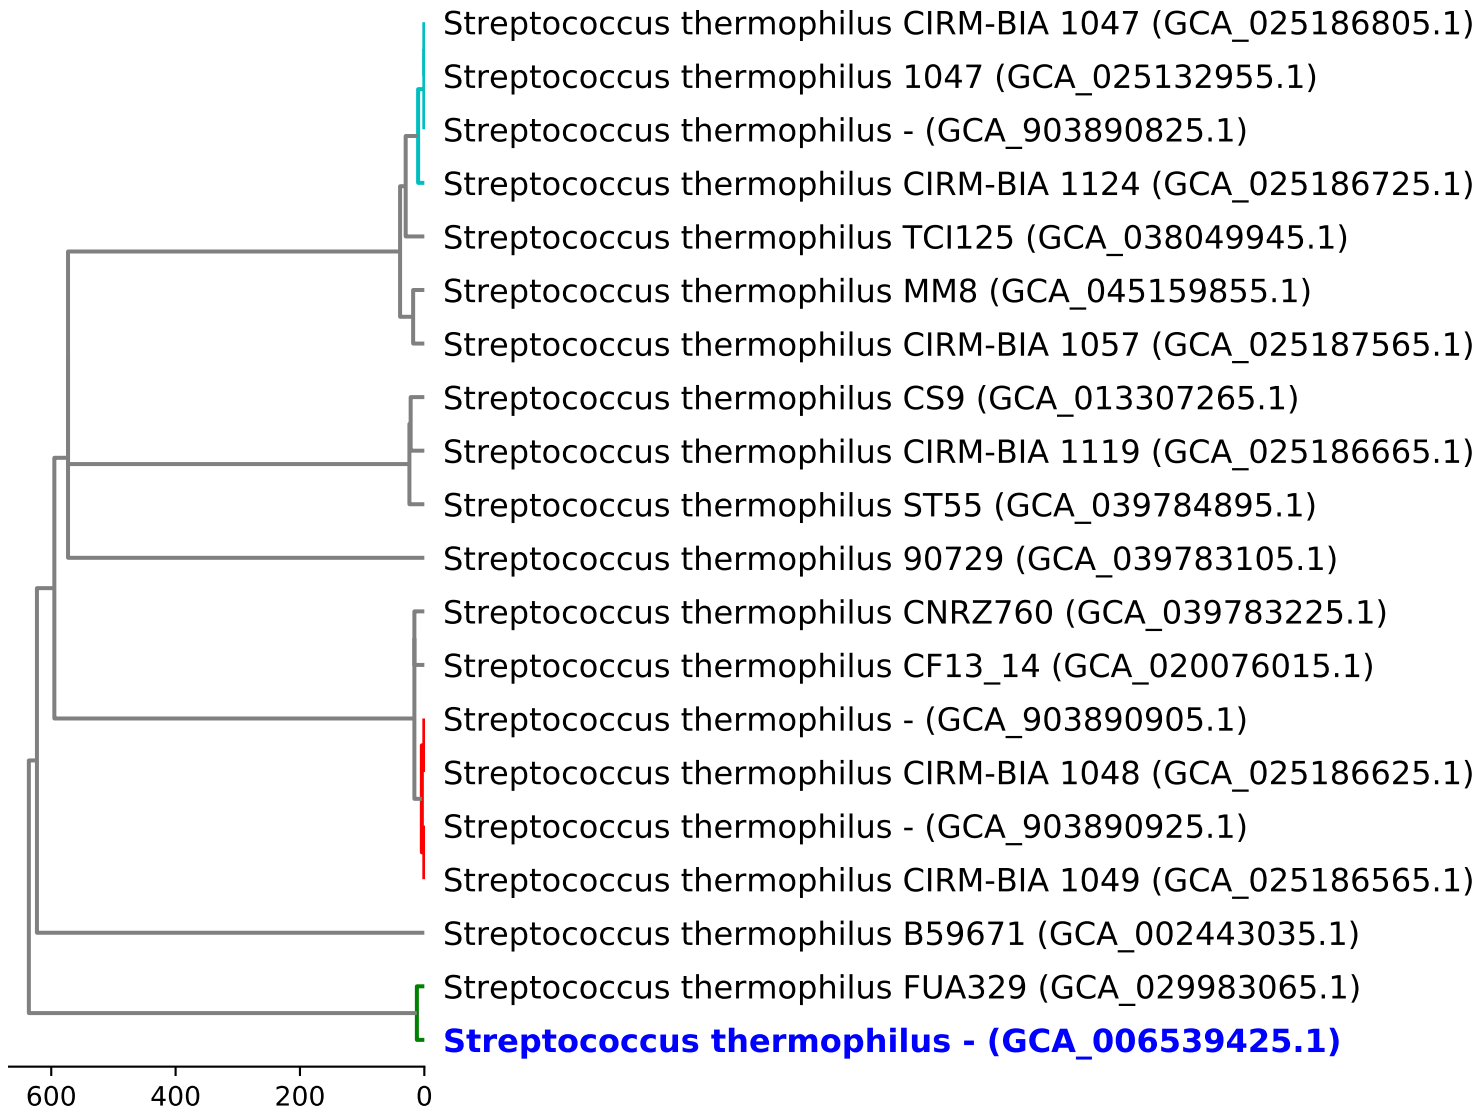 Streptococcus thermophilus CIRM-BIA 1047 (GCA_025186805.1)
Streptococcus thermophilus 1047 (GCA_025132955.1)
Streptococcus thermophilus - (GCA_903890825.1)
Streptococcus thermophilus CIRM-BIA 1124 (GCA_025186725.1)
Streptococcus thermophilus TCI125 (GCA_038049945.1)
Streptococcus thermophilus MM8 (GCA_045159855.1)
Streptococcus thermophilus CIRM-BIA 1057 (GCA_025187565.1)
Streptococcus thermophilus CS9 (GCA_013307265.1)
Streptococcus thermophilus CIRM-BIA 1119 (GCA_025186665.1)
Streptococcus thermophilus ST55 (GCA_039784895.1)
Streptococcus thermophilus 90729 (GCA_039783105.1)
Streptococcus thermophilus CNRZ760 (GCA_039783225.1)
Streptococcus thermophilus CF13_14 (GCA_020076015.1)
Streptococcus thermophilus - (GCA_903890905.1)
Streptococcus thermophilus CIRM-BIA 1048 (GCA_025186625.1)
Streptococcus thermophilus - (GCA_903890925.1)
Streptococcus thermophilus CIRM-BIA 1049 (GCA_025186565.1)
Streptococcus thermophilus B59671 (GCA_002443035.1)
Streptococcus thermophilus FUA329 (GCA_029983065.1)
Streptococcus thermophilus - (GCA_006539425.1)
600 400 200 0